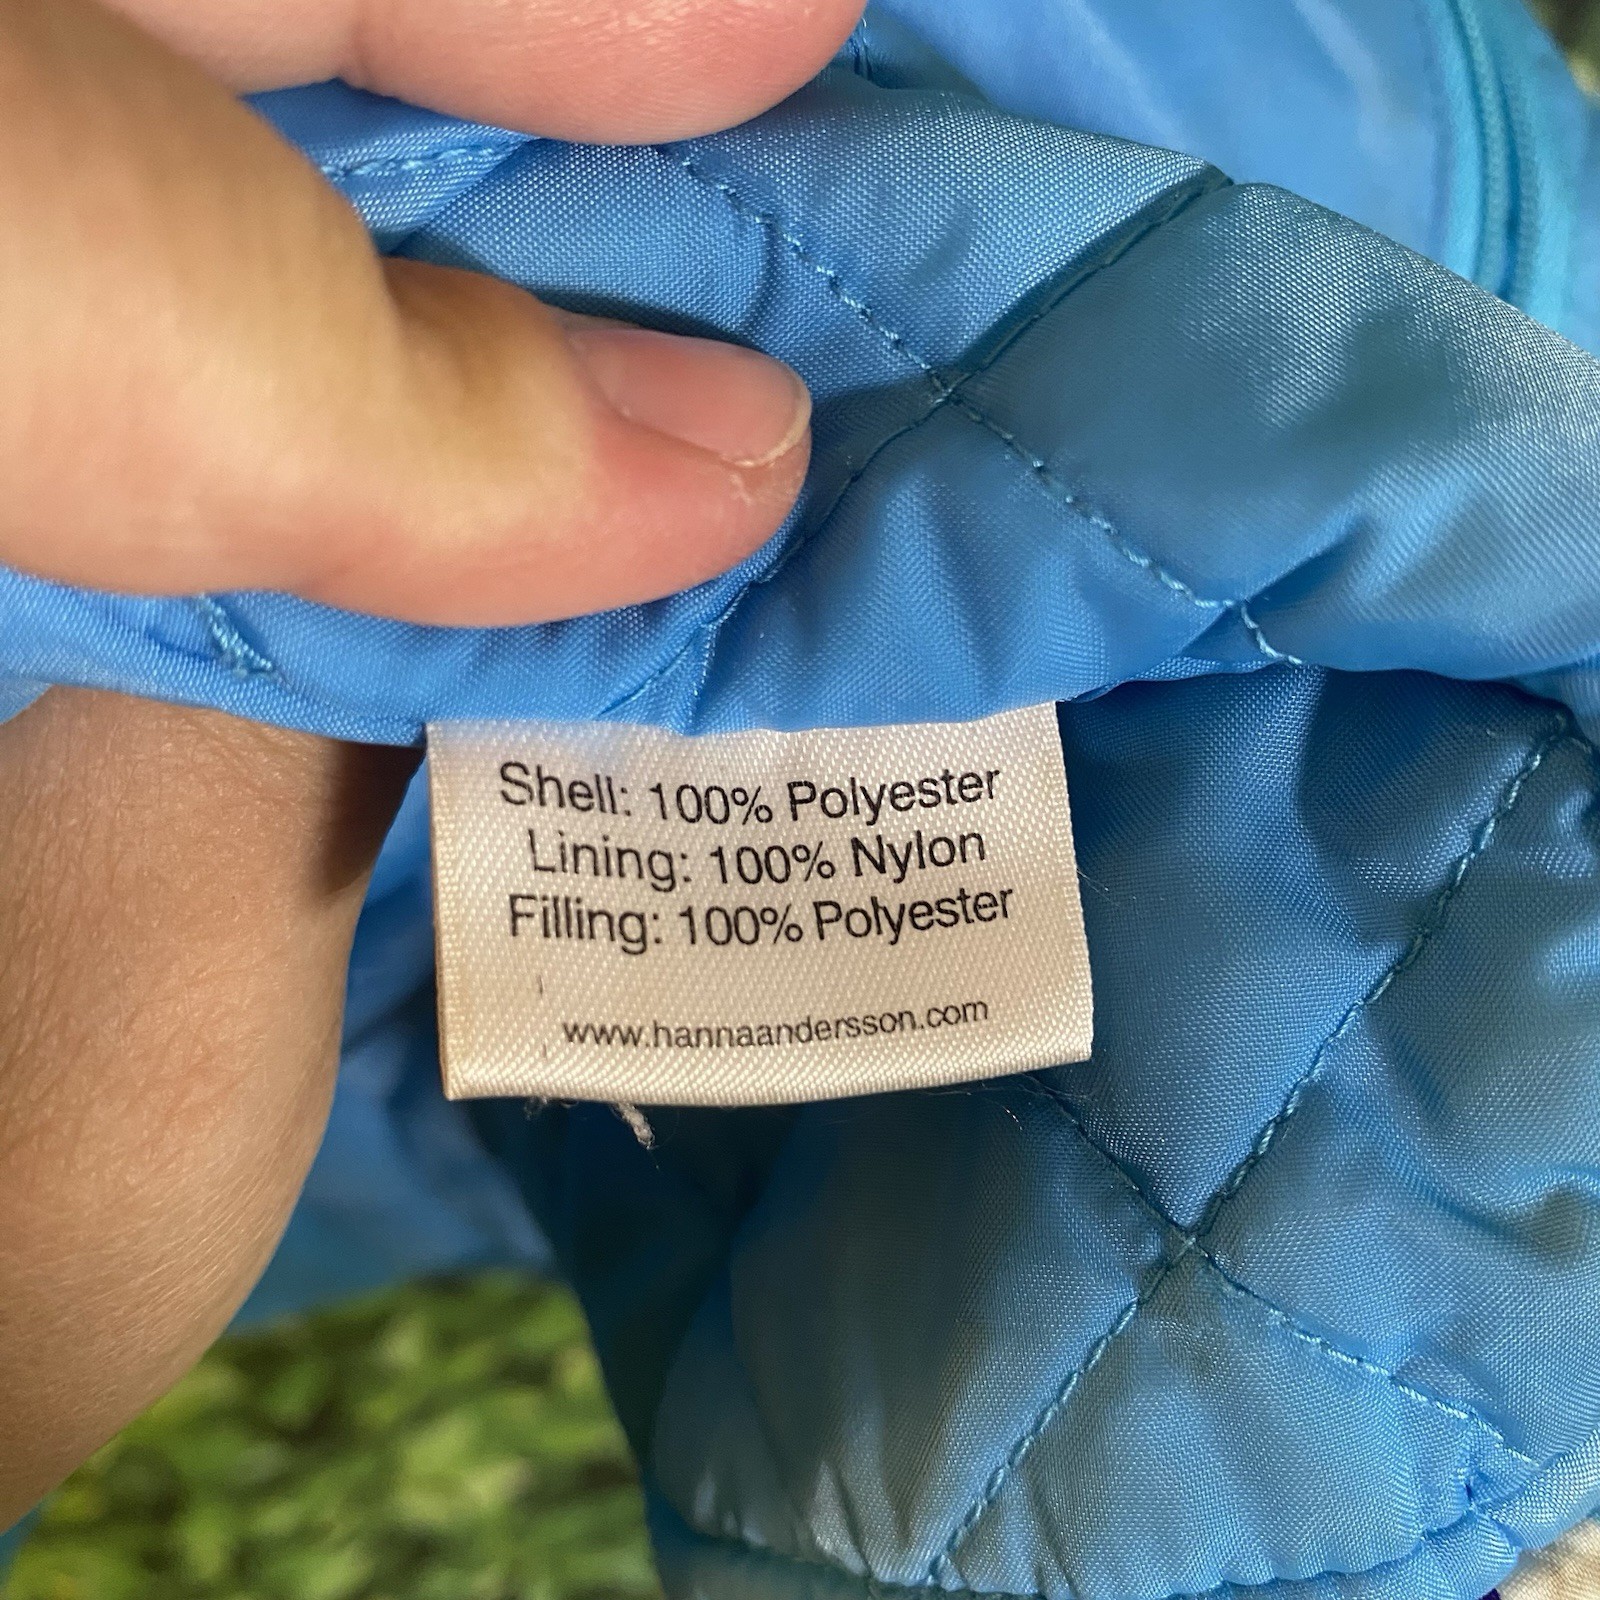 Shell: 100% Polyester
Lining: 100% Nylon
Filling: 100% Polyester
www.hannaandersson.com